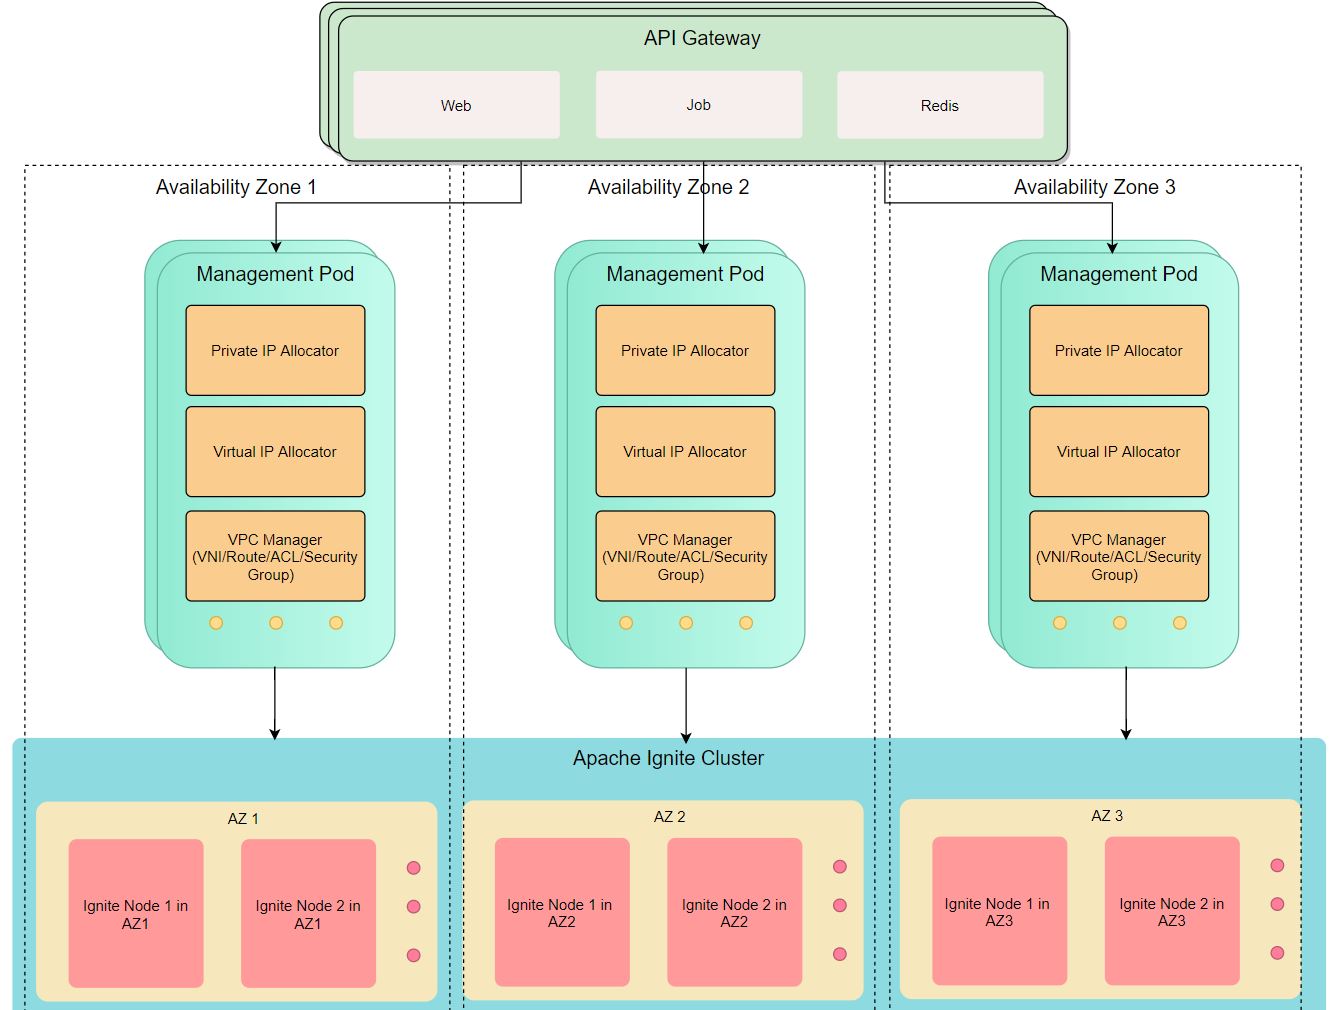 API Gateway
Web
Job
Redis
Availability Zone 1
Availability Zone 2
Availability Zone 3
Management Pod
Private IP Allocator
Virtual IP Allocator
VPC Manager
(VNI/Route/ACL/Security
Group)
Management Pod
Private IP Allocator
Virtual IP Allocator
VPC Manager
(VNI/Route/ACL/Security
Group)
Management Pod
Private IP Allocator
Virtual IP Allocator
VPC Manager
(VNI/Route/ACL/Security
Group)
Apache Ignite Cluster
AZ 1
Ignite Node 1 in
AZ1
Ignite Node 2 in
AZ1
AZ 2
Ignite Node 1 in
AZ2
Ignite Node 2 in
AZ2
AZ 3
Ignite Node 1 in
AZ3
Ignite Node 2 in
AZ3